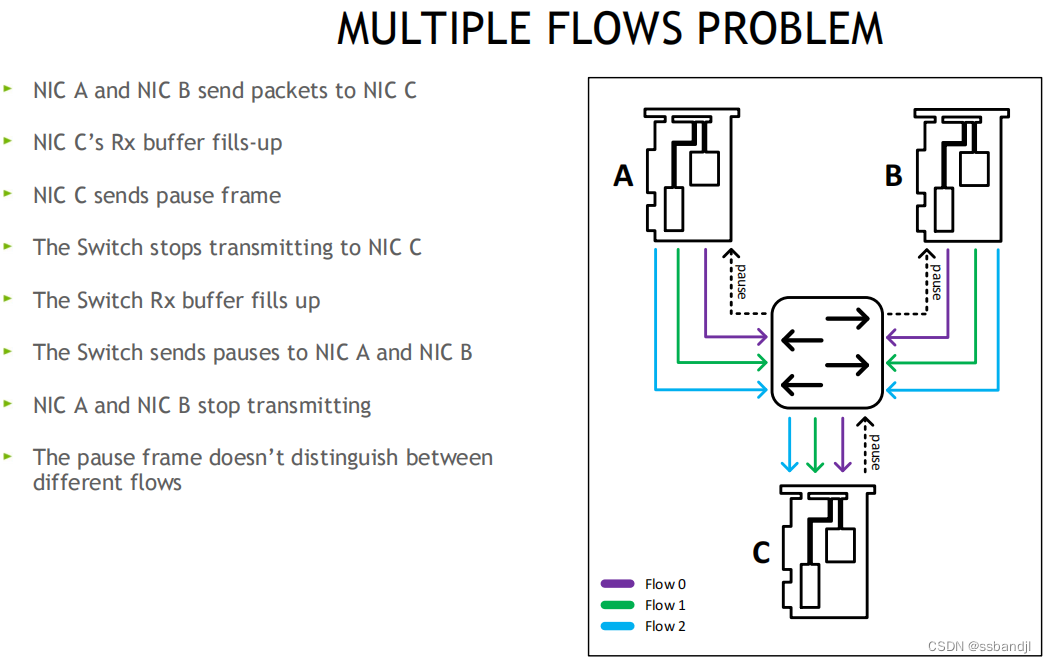 MULTIPLE FLOWS PROBLEM
NIC A and NIC B send packets to NIC C
NIC C’s Rx buffer fills-up
NIC C sends pause frame
The Switch stops transmitting to NIC C
The Switch Rx buffer fills up
The Switch sends pauses to NIC A and NIC B
NIC A and NIC B stop transmitting
The pause frame doesn’t distinguish between
different flows
A
B
pause
pause
pause
C
Flow 0
Flow 1
Flow 2
CSDN @ssbandjl